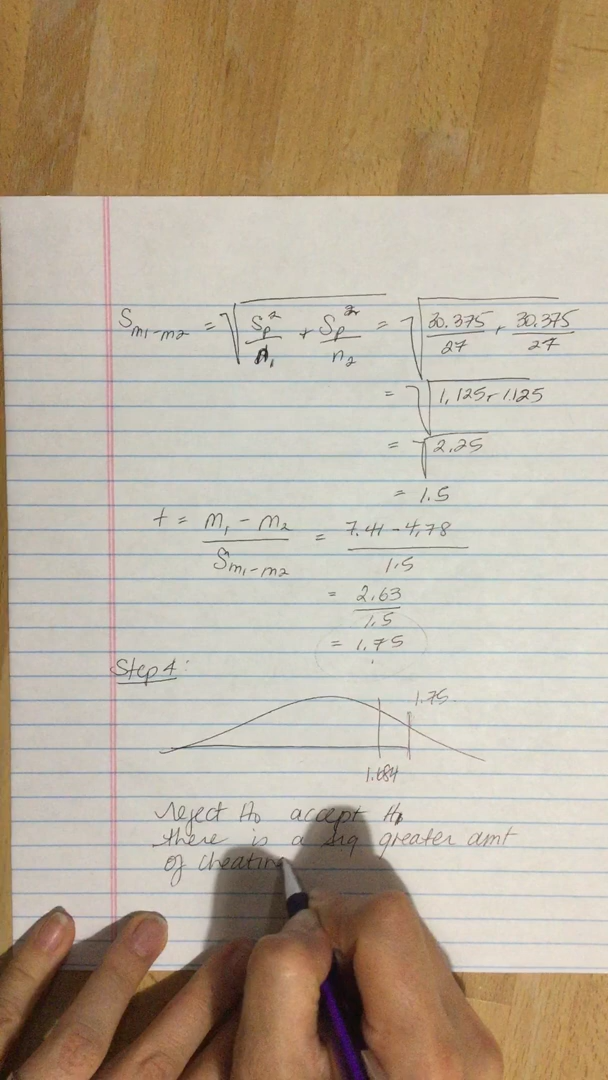 S m₁-m₂ = √(Sp²/n₁ + Sp²/n₂) = √(30.375/27 + 30.375/27)
= √1.125 + 1.125
= √2.25
= 1.5
t = m₁ - m₂ / S m₁-m₂ = 7.41 - 4.78 / 1.5
= 2.63 / 1.5
= 1.75
Step 4:
1.75
1.684
reject H₀ accept H₁
there is a sig greater amt
of cheatin